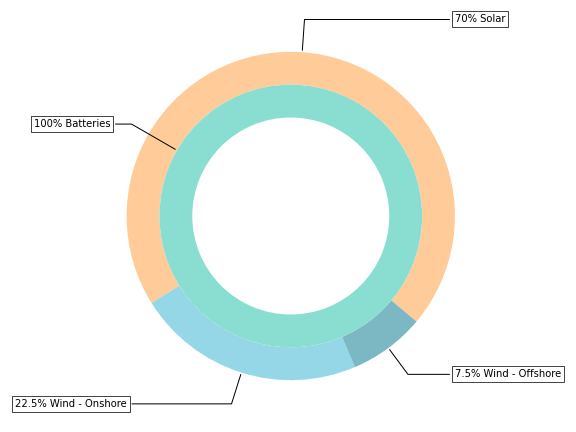 70% Solar
100% Batteries
7.5% Wind - Offshore
22.5% Wind - Onshore